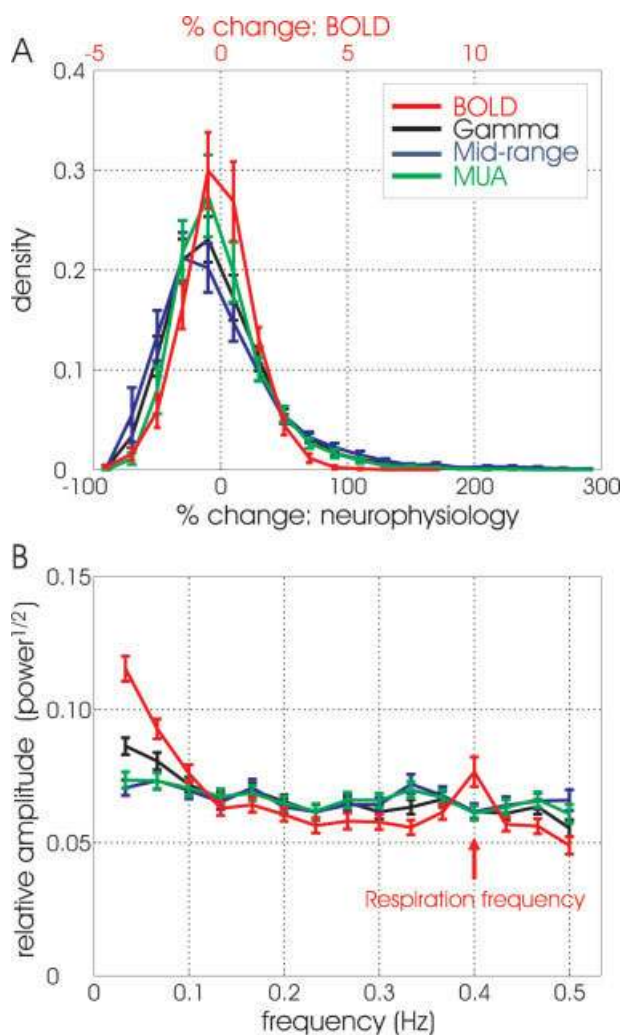 % change: BOLD
-5 0 5 10
A
0.4
BOLD
Gamma
Mid-range
MUA
0.3
density
0.2
0.1
0
-100 0 100 200 300
% change: neurophysiology
B
0.15
relative amplitude (power1/2)
0.10
0.05
Respiration frequency
0
0 0.1 0.2 0.3 0.4 0.5
frequency (Hz)